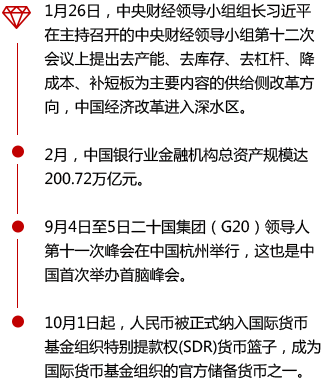 1月26日，中央财经领导小组组长习近平
在主持召开的中央财经领导小组第十二次
会议上提出去产能、去库存、去杠杆、降
成本、补短板为主要内容的供给侧改革方
向，中国经济改革进入深水区。
2月，中国银行业金融机构总资产规模达
200.72万亿元。
9月4日至5日二十国集团（G20）领导人
第十一次峰会在中国杭州举行，这也是中
国首次举办首脑峰会。
10月1日起，人民币被正式纳入国际货币
基金组织特别提款权(SDR)货币篮子，成为
国际货币基金组织的官方储备货币之一。